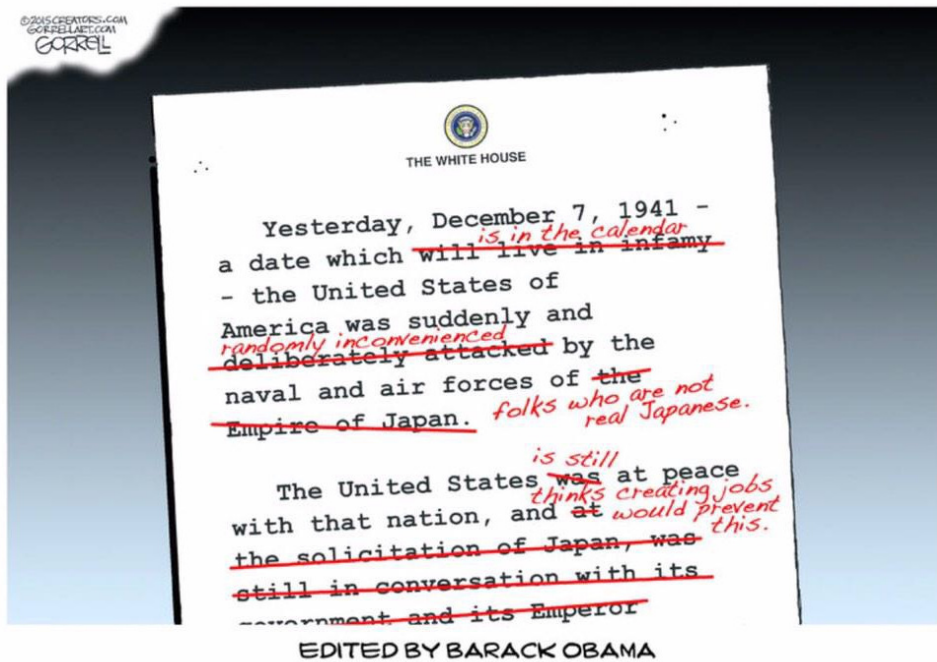 ©2015 CREATORS.COM
GORRELLART.COM
GORRELL
THE WHITE HOUSE
Yesterday, December 7, 1941 -
is in the calendar
a date which will live in infamy
- the United States of
America was suddenly and
randomly inconvenienced
deliberately attacked by the
naval and air forces of the
Empire of Japan. folks who are not
real Japanese.
is still
The United States was at peace
thinks creating jobs
with that nation, and at would prevent
this.
the solicitation of Japan, was
still in conversation with its
government and its Emperor
EDITED BY BARACK OBAMA